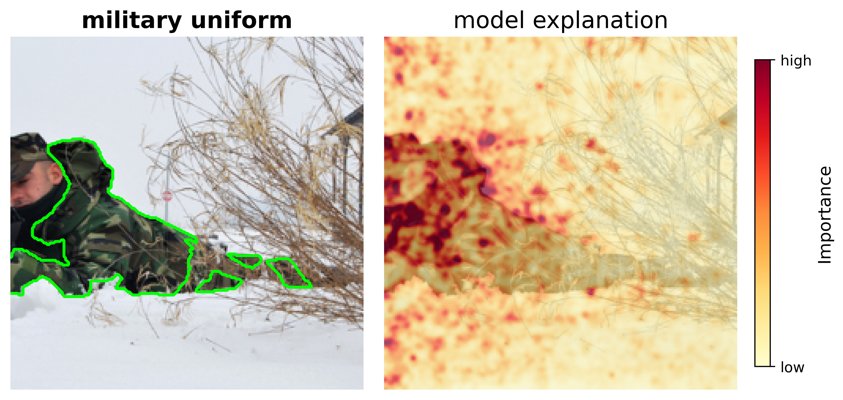 military uniform
model explanation
high
low
Importance